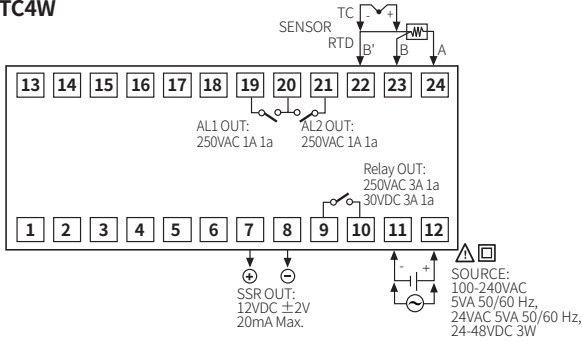 TC4W
TC - +
SENSOR
RTD B' B A
13 14 15 16 17 18 19 20 21 22 23 24
AL1 OUT: AL2 OUT:
250VAC 1A 1a 250VAC 1A 1a
Relay OUT:
250VAC 3A 1a
30VDC 3A 1a
1 2 3 4 5 6 7 8 9 10 11 12
+ - - +
SSR OUT:
12VDC ±2V
20mA Max.
SOURCE:
100-240VAC
5VA 50/60 Hz,
24VAC 5VA 50/60 Hz,
24-48VDC 3W